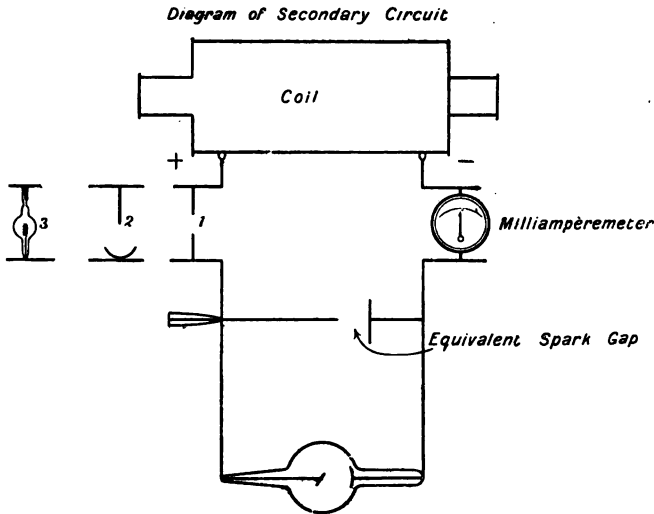 Diagram of Secondary Circuit
Coil
+ −
3 2 1
Milliampèremeter
Equivalent Spark Gap